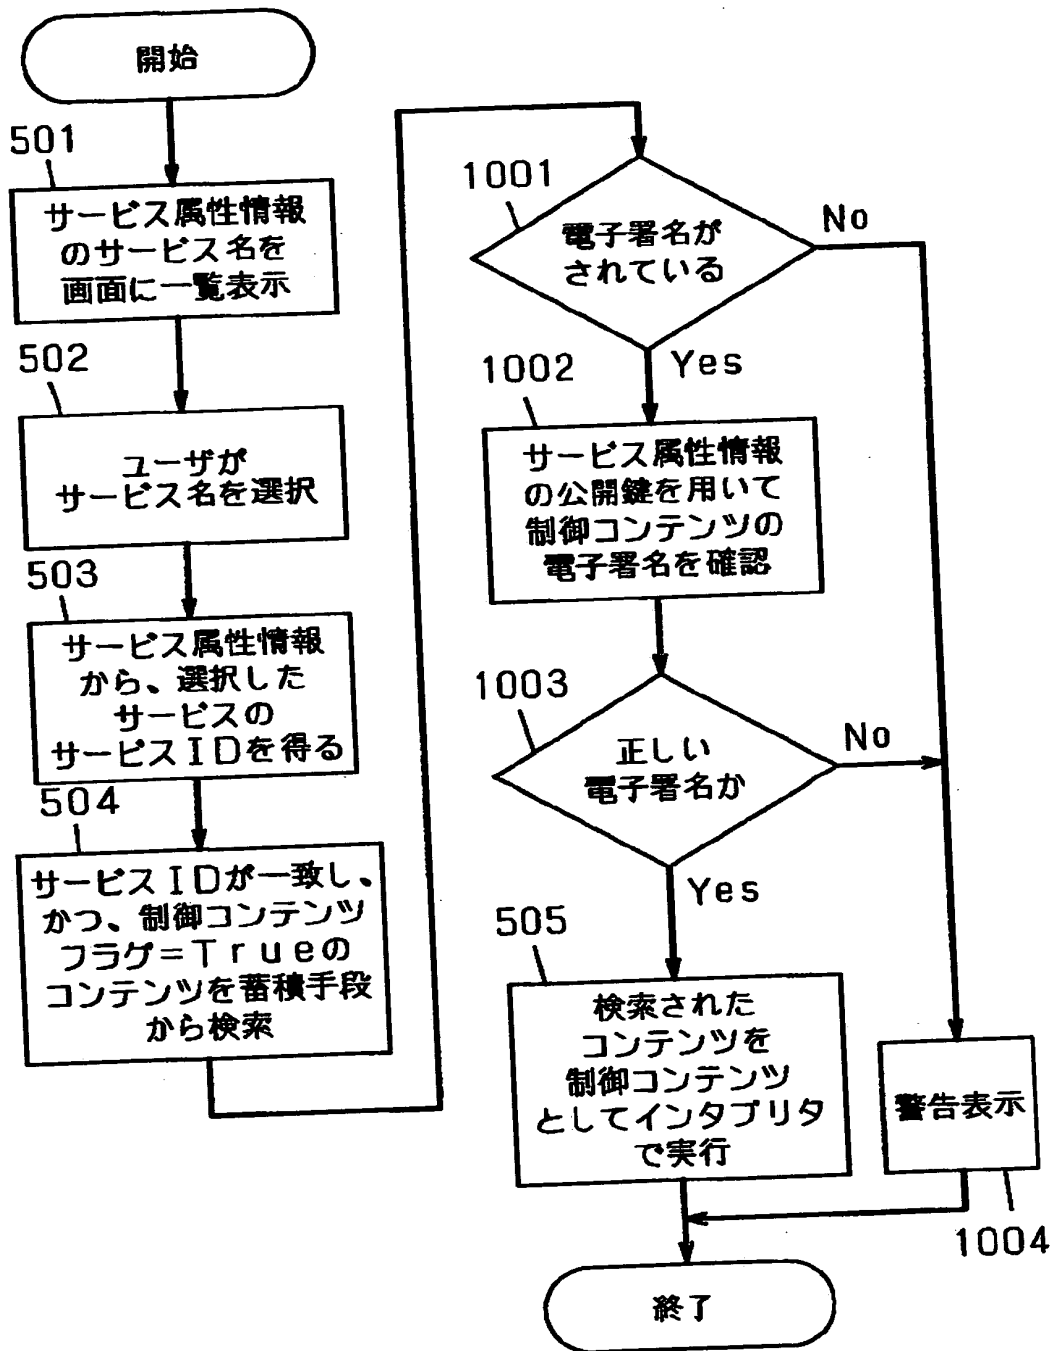 開始
501
サービス属性情報
のサービス名を
画面に一覧表示
502
ユーザが
サービス名を選択
503
サービス属性情報
から、選択した
サービスの
サービスIDを得る
504
サービスIDが一致し、
かつ、制御コンテンツ
フラグ=Trueの
コンテンツを蓄積手段
から検索
1001
電子署名が
されている
No
Yes
1002
サービス属性情報
の公開鍵を用いて
制御コンテンツの
電子署名を確認
1003
正しい
電子署名か
No
Yes
505
検索された
コンテンツを
制御コンテンツ
としてインタプリタ
で実行
警告表示
1004
終了